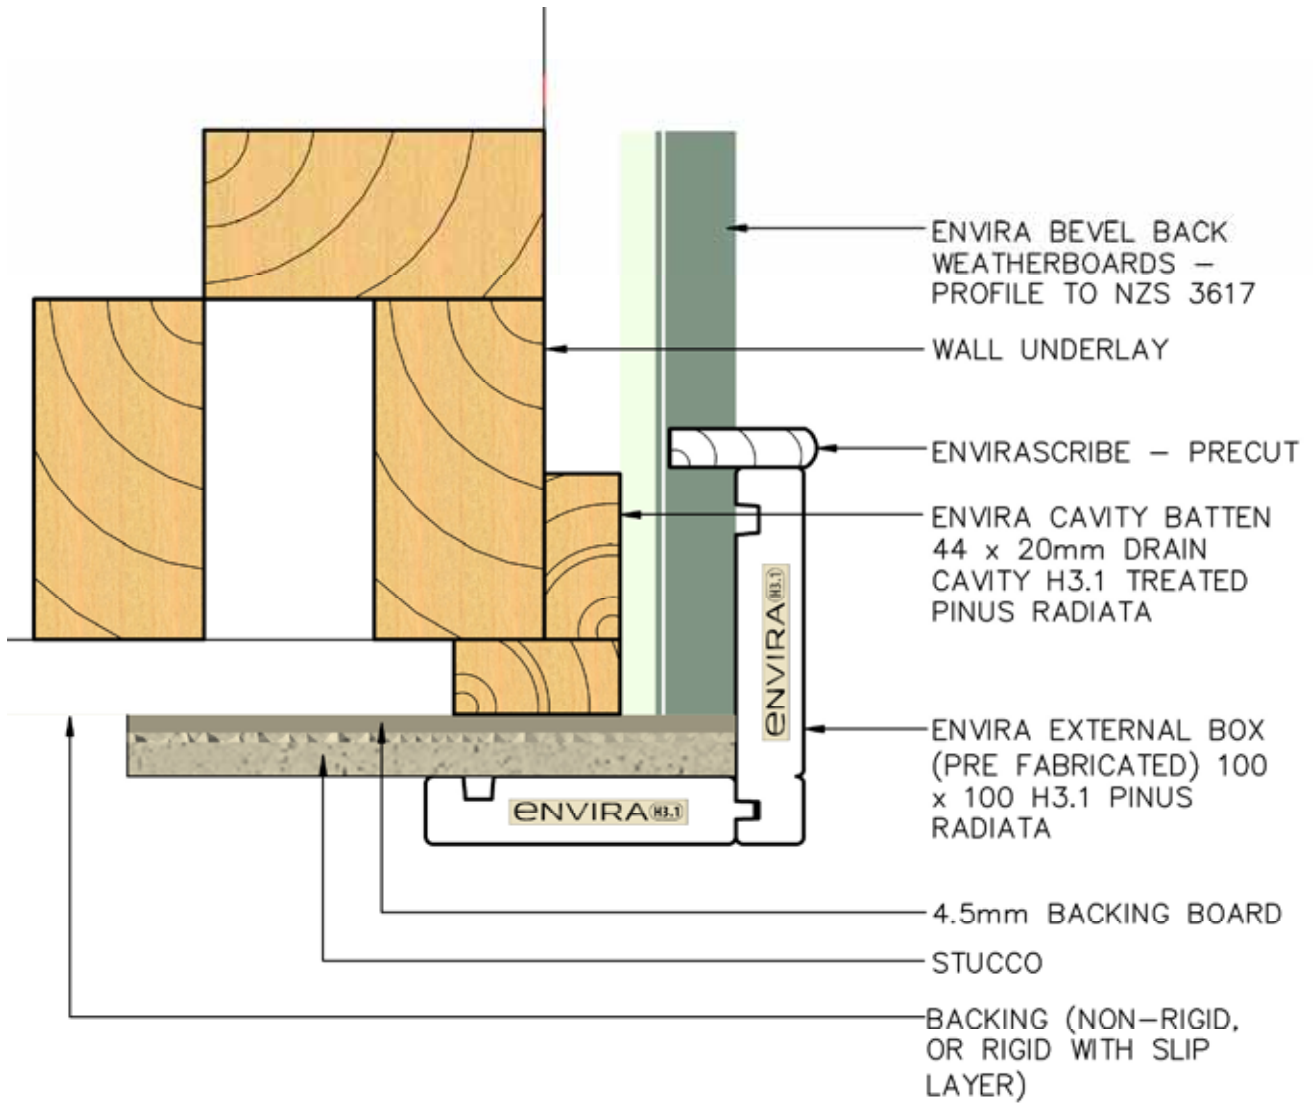 ENVIRA BEVEL BACK
WEATHERBOARDS –
PROFILE TO NZS 3617
WALL UNDERLAY
ENVIRASCRIBE – PRECUT
ENVIRA CAVITY BATTEN
44 x 20mm DRAIN
CAVITY H3.1 TREATED
PINUS RADIATA
eNVIRA H3.1
ENVIRA EXTERNAL BOX
(PRE FABRICATED) 100
x 100 H3.1 PINUS
RADIATA
eNVIRA H3.1
4.5mm BACKING BOARD
STUCCO
BACKING (NON–RIGID,
OR RIGID WITH SLIP
LAYER)